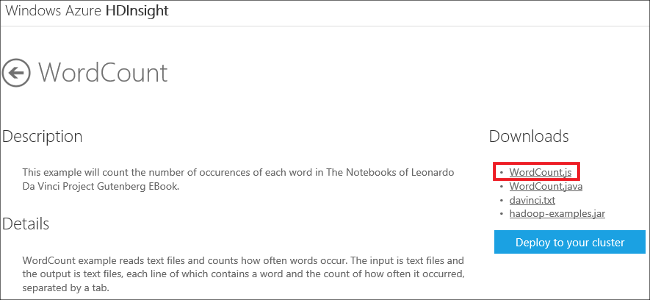 Windows Azure HDInsight
WordCount
Description
This example will count the number of occurences of each word in The Notebooks of Leonardo
Da Vinci Project Gutenberg EBook.
Details
WordCount example reads text files and counts how often words occur. The input is text files and
the output is text files, each line of which contains a word and the count of how often it occurred,
separated by a tab.
Downloads
• WordCount.js
• WordCount.java
• davinci.txt
• hadoop-examples.jar
Deploy to your cluster